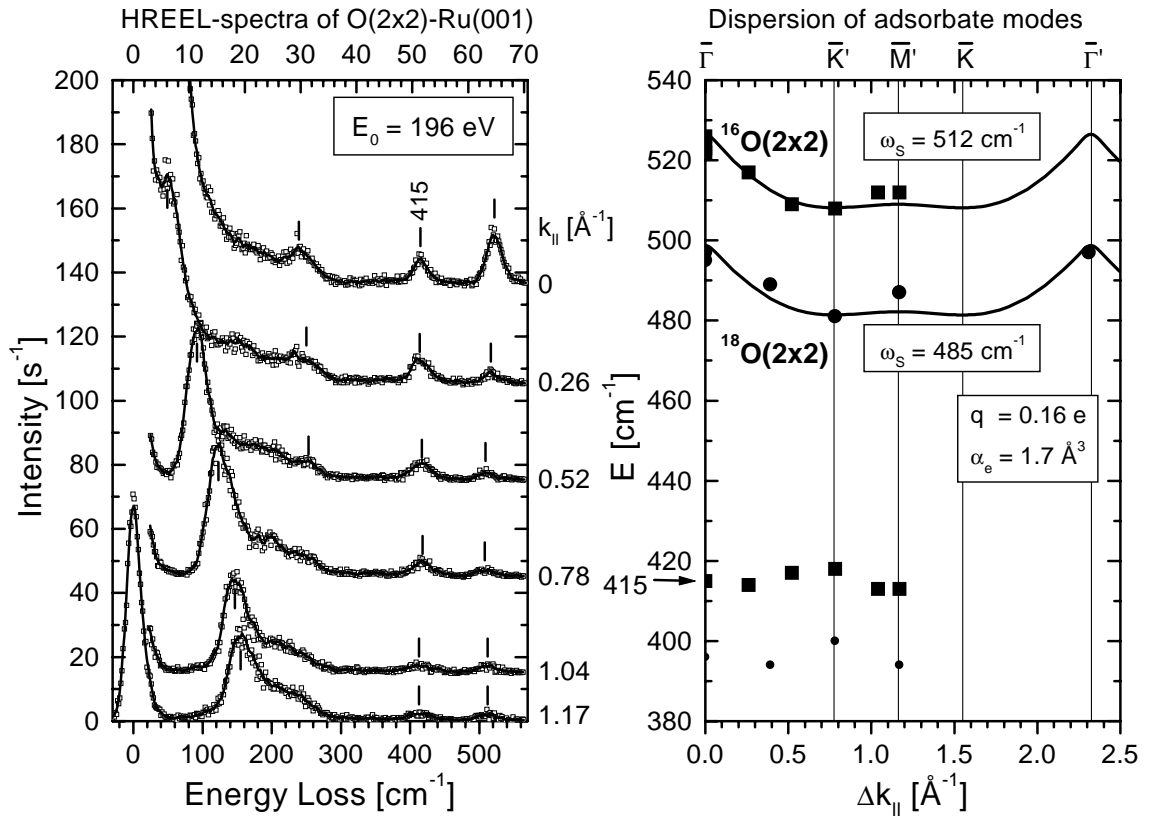 HREEL-spectra of O(2x2)-Ru(001)
0 10 20 30 40 50 60 70
200
180
160
140
120
100
80
60
40
20
0
Intensity [s⁻¹]
E₀ = 196 eV
415
k|| [Å⁻¹]
0
0.26
0.52
0.78
1.04
1.17
0 100 200 300 400 500
Energy Loss [cm⁻¹]
Dispersion of adsorbate modes
Γ̅ K̅' M̅' K̅ Γ̅'
540
520
500
480
460
440
420
400
380
E [cm⁻¹]
¹⁶O(2x2)
ωS = 512 cm⁻¹
¹⁸O(2x2)
ωS = 485 cm⁻¹
q = 0.16 e
αe = 1.7 Å³
415
0.0 0.5 1.0 1.5 2.0 2.5
Δk|| [Å⁻¹]